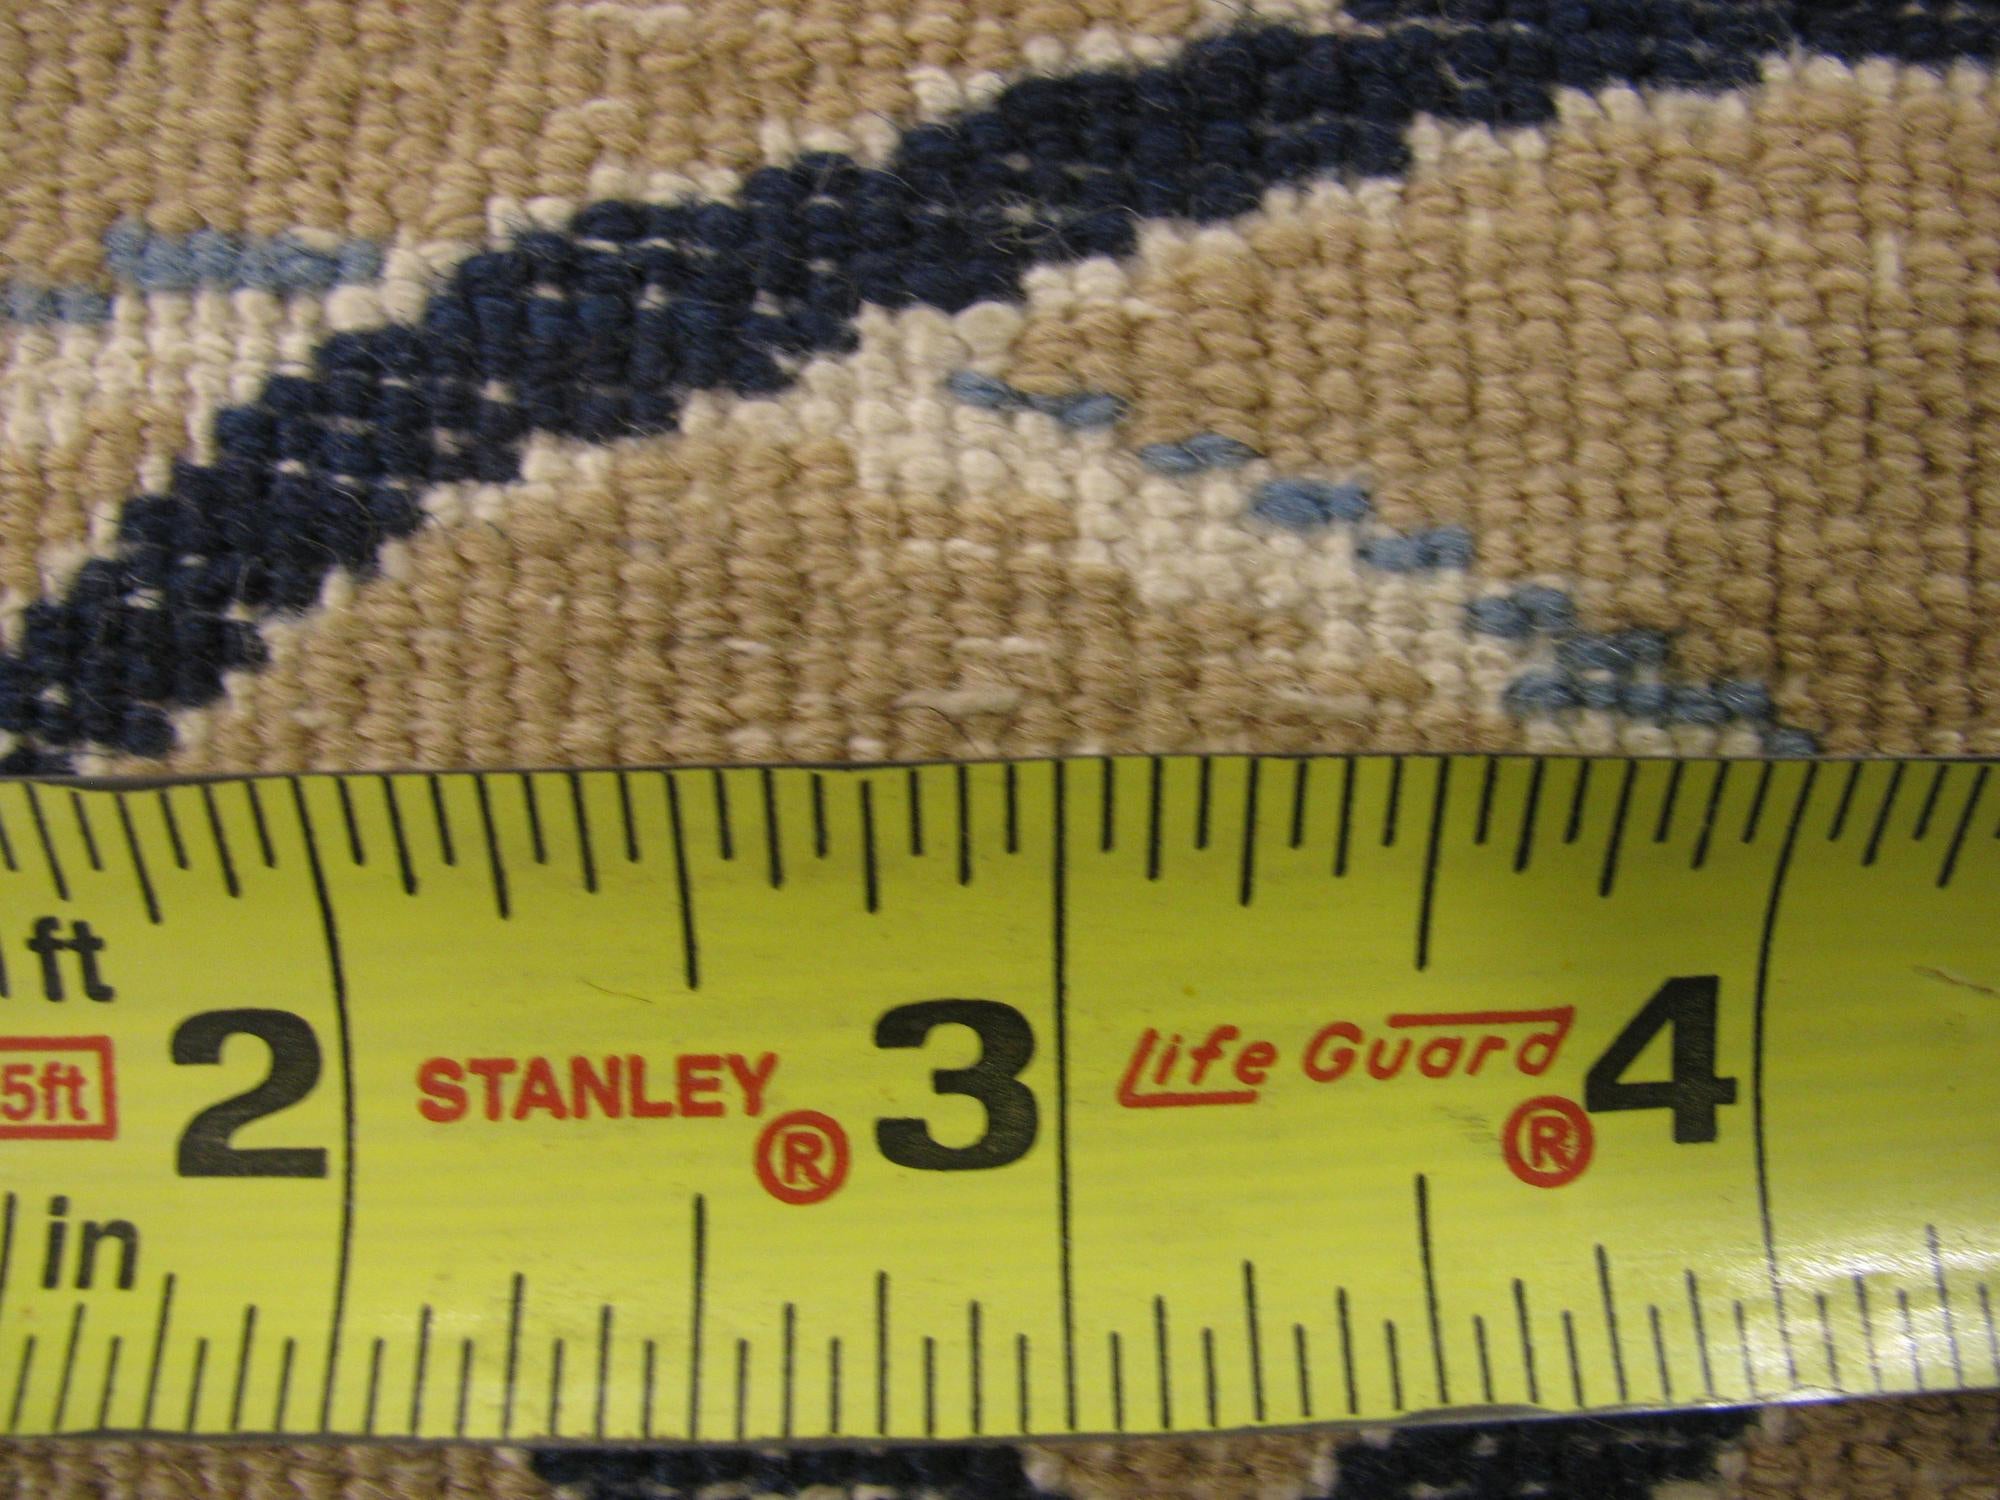 ft
5ft
2 STANLEY® 3 Life Guard® 4
in